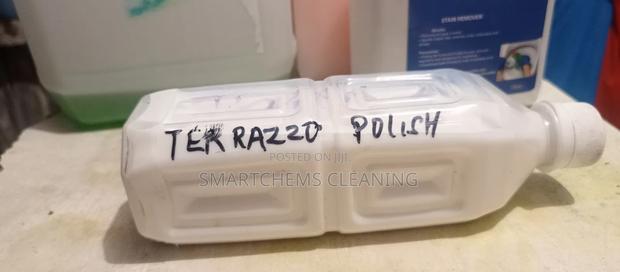 STAIN REMOVER
TERRAZZO POLISH
POSTED ON JIJI
SMARTCHEMS CLEANING